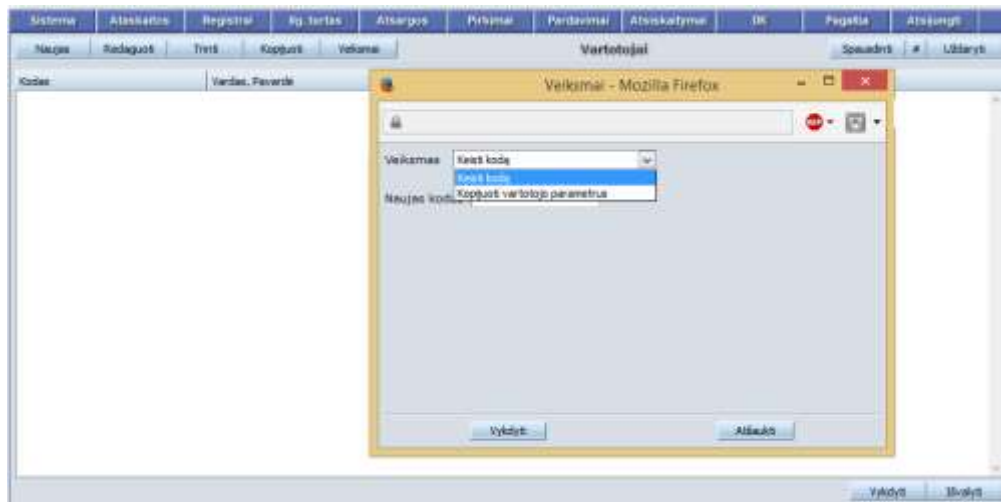 Sistema Ataskaitos Registrai Ilg. turtas Atsargos Pirkimai Pardavimai Atsiskaitymai DK Pagalba Atsijungti
Naujas Redaguoti Trinti Kopijuoti Veiksmai Vartotojai Spausdinti # Uždaryti
Kodas Vardas, Pavardė
Veiksmai - Mozilla Firefox
ABP
Veiksmas Keisti kodą
Keisti kodą
Kopijuoti vartotojo parametrus
Naujas kodas
Vykdyti Atšaukti
Vykdyti Išvalyti